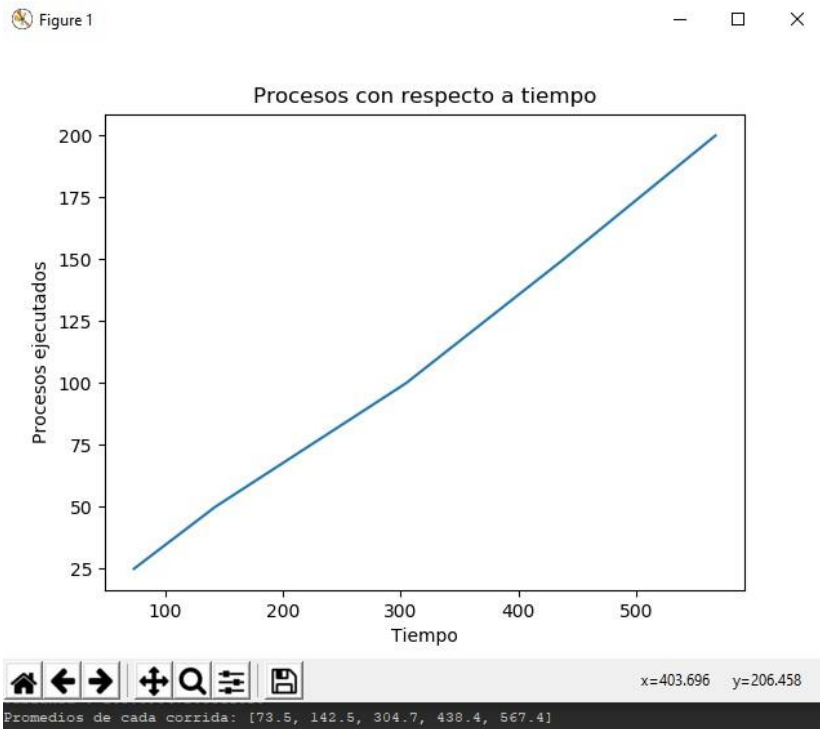 Figure 1
Procesos con respecto a tiempo
200
175
150
125
100
75
50
25
Procesos ejecutados
100 200 300 400 500
Tiempo
x=403.696 y=206.458
Promedios de cada corrida: [73.5, 142.5, 304.7, 438.4, 567.4]